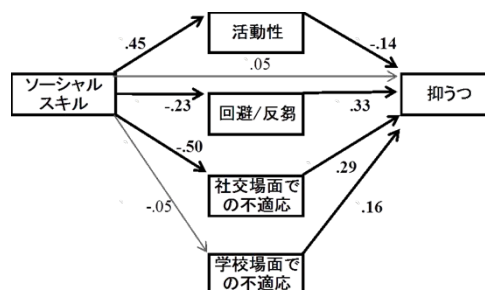 活動性
.45
-.14
.05
ソーシャル
スキル
抑うつ
-.23
回避/反芻
.33
-.50
社交場面で
の不適応
.29
-.05
.16
学校場面で
の不適応